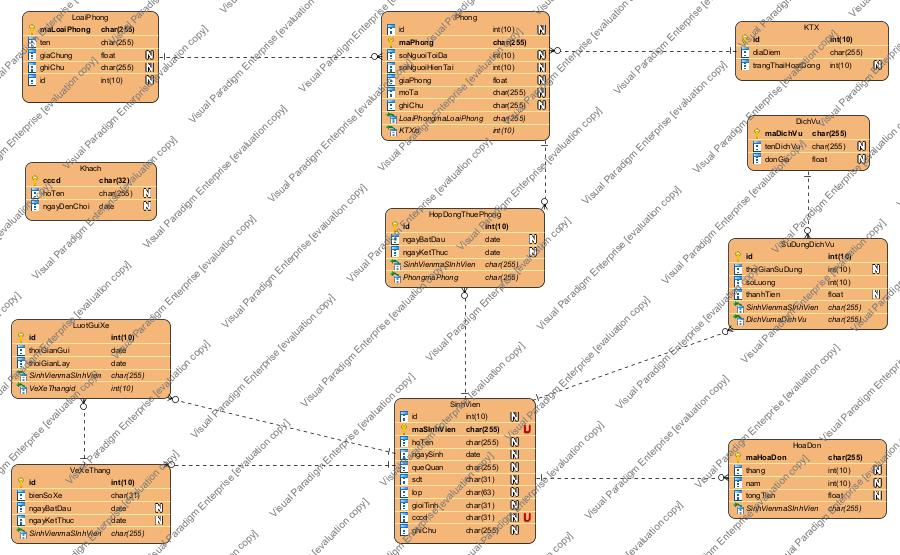 LoaiPhong
maLoaiPhong char(255)
ten char(255)
giaChung float N
ghiChu char(255) N
id int(10) N
Phong
id int(10) N
maPhong char(255)
soNguoiToiDa int(10) N
soNguoiHienTai int(10) N
giaPhong float N
moTa char(255) N
ghiChu char(255) N
LoaiPhongmaLoaiPhong char(255)
KTXid int(10)
KTX
id int(10)
diaDiem char(255)
trangThaiHoatDong int(10) N
DichVu
maDichVu char(255)
tenDichVu char(255) N
donGia float N
Khach
cccd char(32)
hoTen char(255) N
ngayDenChoi date N
HopDongThuePhong
id int(10)
ngayBatDau date N
ngayKetThuc date N
SinhVienmaSInhVien char(255)
PhongmaPhong char(255)
SuDungDichVu
id int(10)
thoiGianSuDung int(10) N
soLuong int(10)
thanhTien float N
SinhVienmaSInhVien char(255)
DichVumaDichVu char(255)
LuotGuiXe
id int(10)
thoiGianGui date
thoiGianLay date
SinhVienmaSInhVien char(255)
VeXeThangid int(10)
VeXeThang
id int(10)
bienSoXe char(31)
ngayBatDau date N
ngayKetThuc date N
SinhVienmaSInhVien char(255)
SinhVien
id int(10) N
maSInhVien char(255) U
hoTen char(255) N
ngaySinh date N
queQuan char(255) N
sdt char(31) N
lop char(63) N
gioiTinh char(31) N
cccd char(31) N U
ghiChu char(255) N
HoaDon
maHoaDon char(255)
thang int(10) N
nam int(10) N
tongTien float N
SinhVienmaSInhVien char(255)
Visual Paradigm Enterprise [evaluation copy]